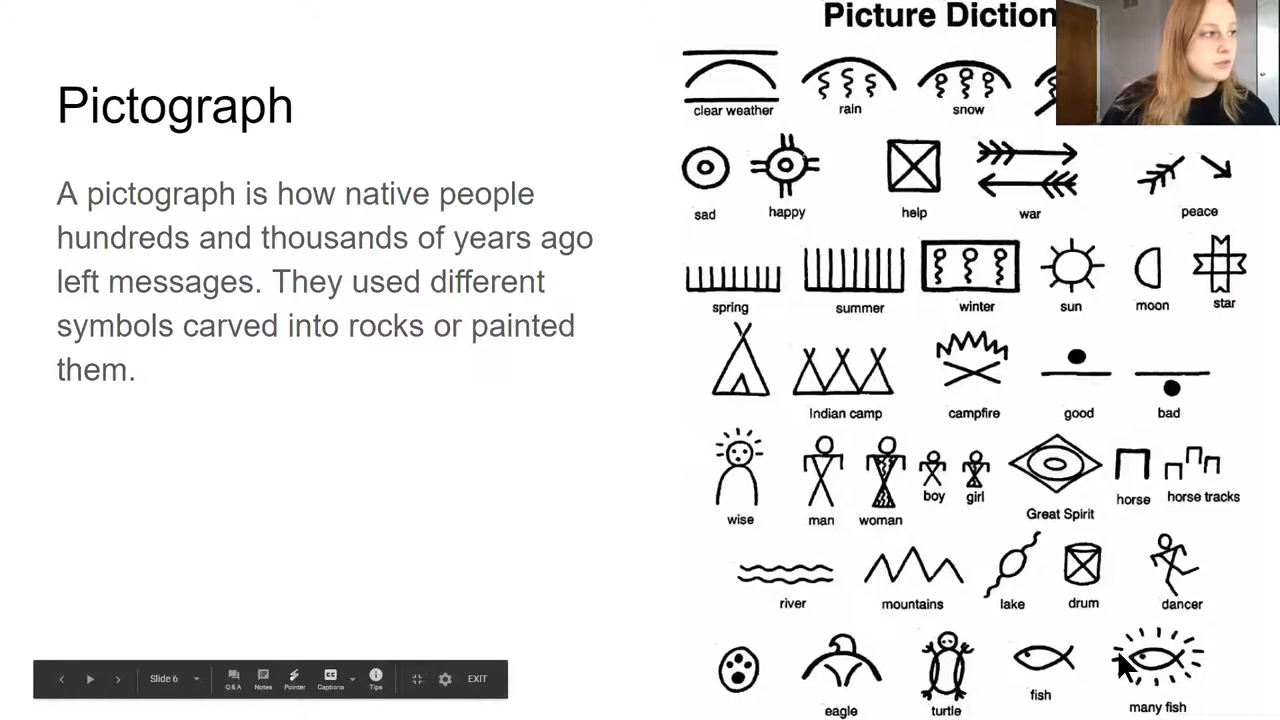 Picture Diction
Pictograph
A pictograph is how native people
hundreds and thousands of years ago
left messages. They used different
symbols carved into rocks or painted
them.
clear weather rain snow
sad happy help war peace
spring summer winter sun moon star
Indian camp campfire good bad
wise man woman boy girl Great Spirit horse horse tracks
river mountains lake drum dancer
eagle turtle fish many fish
Slide 6 Q & A Notes Pointer Captions Tips EXIT